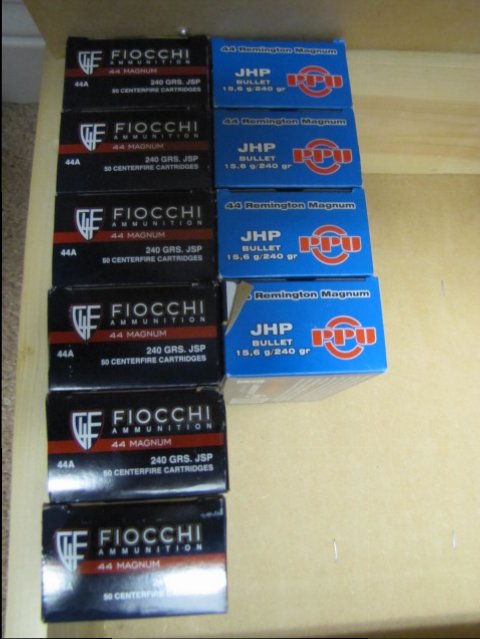 FIOCCHI
AMMUNITION
44 MAGNUM
44A
240 GRS. JSP
50 CENTERFIRE CARTRIDGES
FIOCCHI
AMMUNITION
44 MAGNUM
44A
240 GRS. JSP
50 CENTERFIRE CARTRIDGES
FIOCCHI
AMMUNITION
44 MAGNUM
44A
240 GRS. JSP
50 CENTERFIRE CARTRIDGES
FIOCCHI
AMMUNITION
44 MAGNUM
44A
240 GRS. JSP
50 CENTERFIRE CARTRIDGES
FIOCCHI
AMMUNITION
44 MAGNUM
44A
240 GRS. JSP
50 CENTERFIRE CARTRIDGES
FIOCCHI
AMMUNITION
44 MAGNUM
44A
50 CENTERFIRE
44 Remington Magnum
JHP
BULLET
15,6 g/240 gr
PPU
44 Remington Magnum
JHP
BULLET
15,6 g/240 gr
PPU
44 Remington Magnum
JHP
BULLET
15,6 g/240 gr
PPU
Remington Magnum
JHP
BULLET
15,6 g/240 gr
PPU